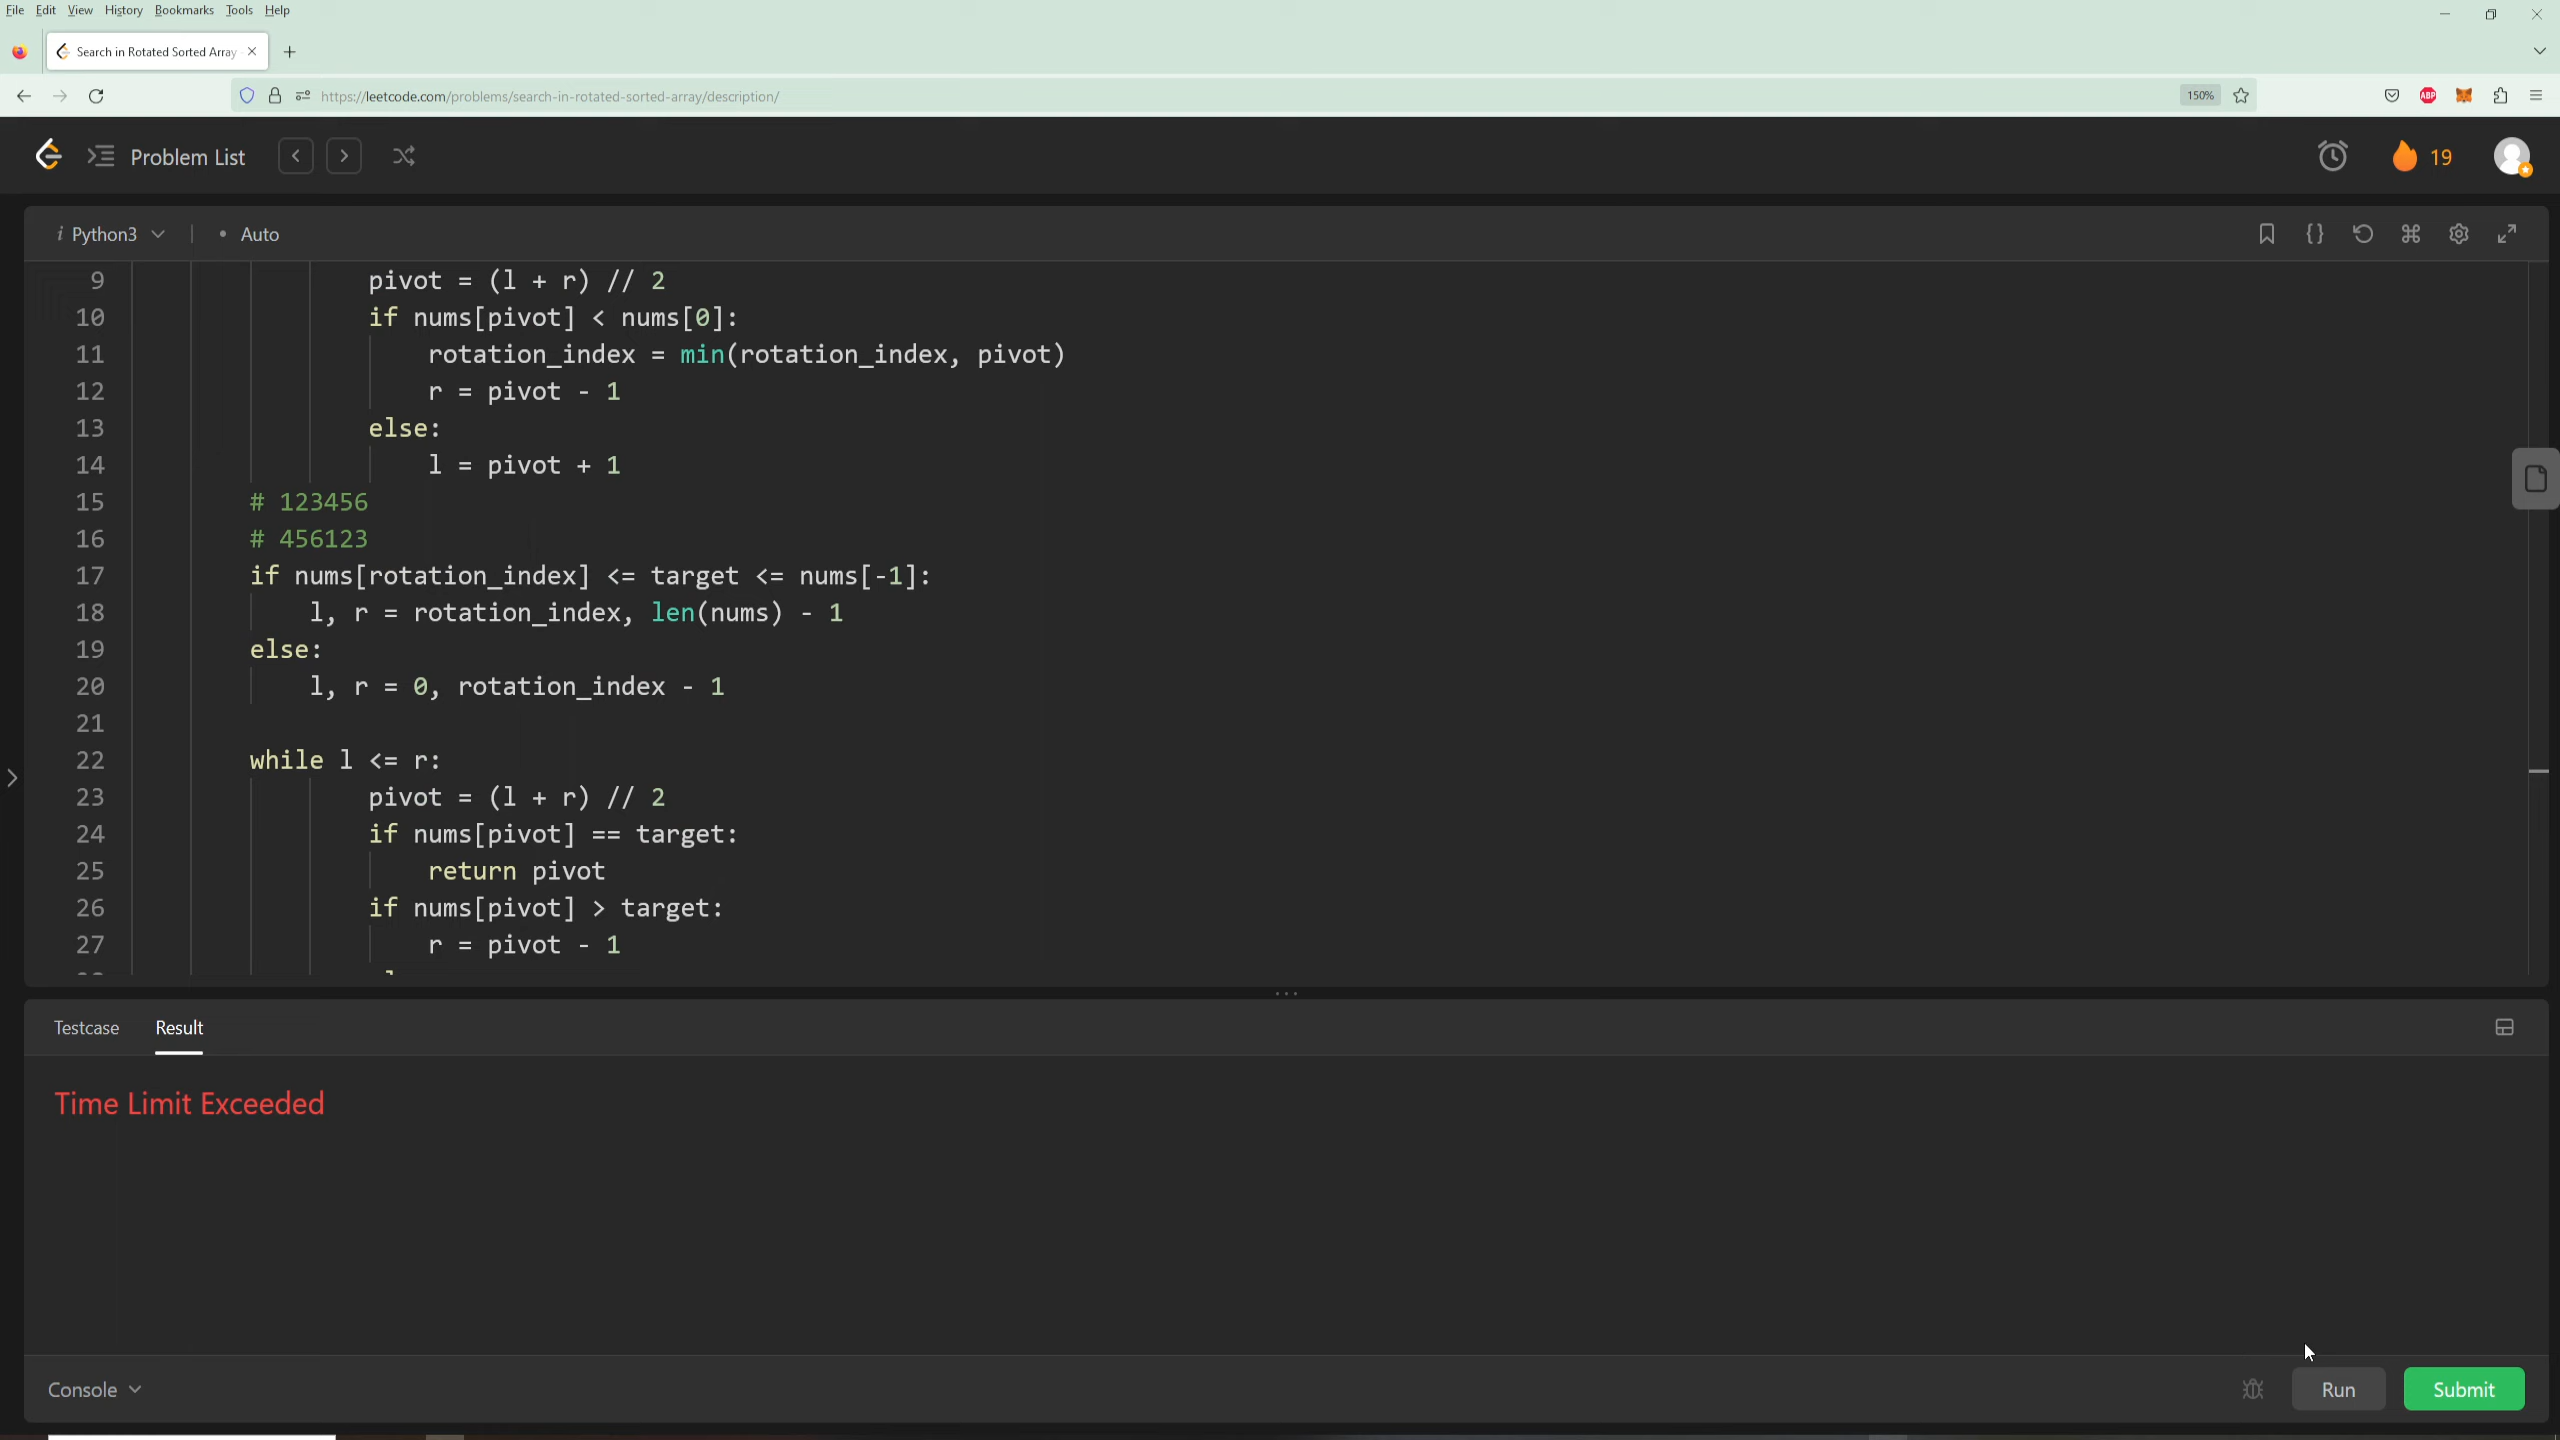 File Edit View History Bookmarks Tools Help
Search in Rotated Sorted Array
https://leetcode.com/problems/search-in-rotated-sorted-array/description/
150%
ABP
Problem List
19
i Python3
• Auto
9 pivot = (l + r) // 2
10 if nums[pivot] < nums[0]:
11 rotation_index = min(rotation_index, pivot)
12 r = pivot - 1
13 else:
14 l = pivot + 1
15 # 123456
16 # 456123
17 if nums[rotation_index] <= target <= nums[-1]:
18 l, r = rotation_index, len(nums) - 1
19 else:
20 l, r = 0, rotation_index - 1
21
22 while l <= r:
23 pivot = (l + r) // 2
24 if nums[pivot] == target:
25 return pivot
26 if nums[pivot] > target:
27 r = pivot - 1
Testcase Result
Time Limit Exceeded
Console
Run Submit